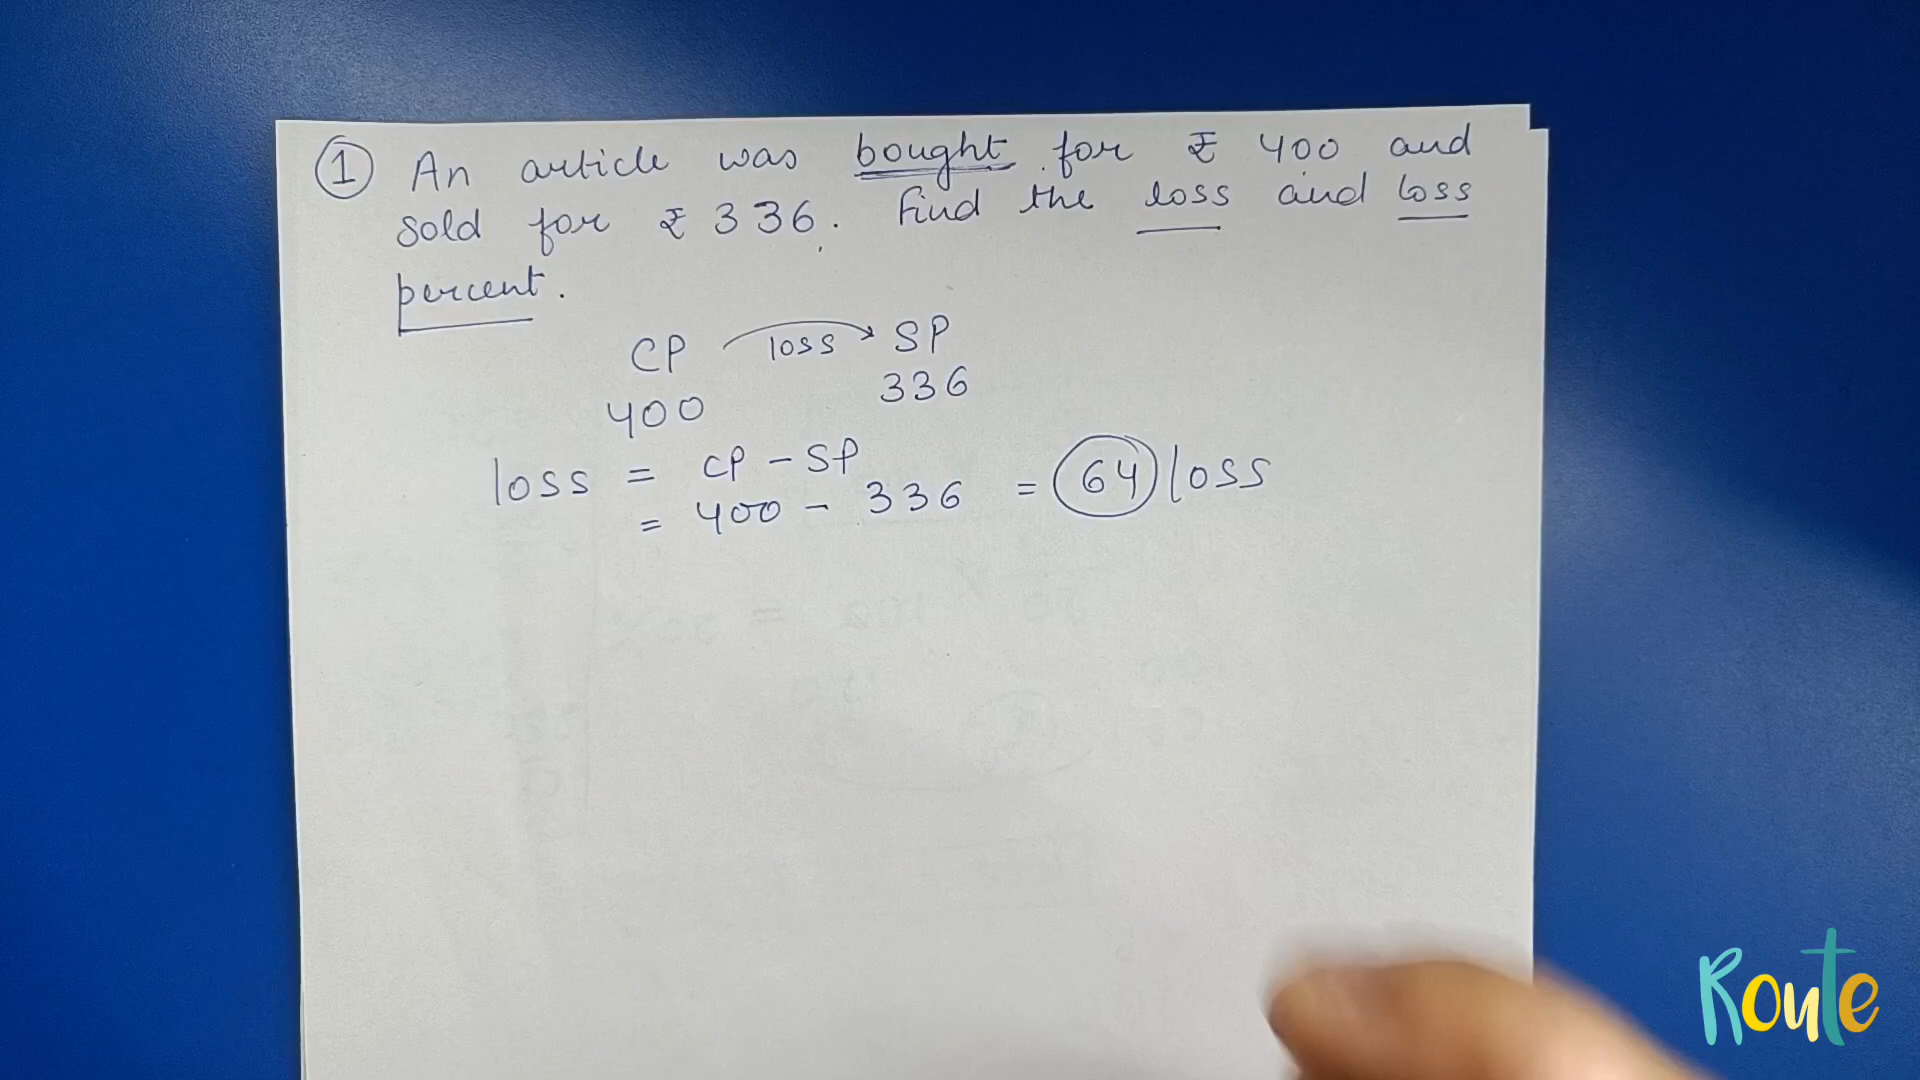 ① An article was bought for ₹ 400 and
sold for ₹ 336. Find the loss and loss
percent.
CP loss → SP
400 336
loss = CP - SP
= 400 - 336 = 64 loss
Route